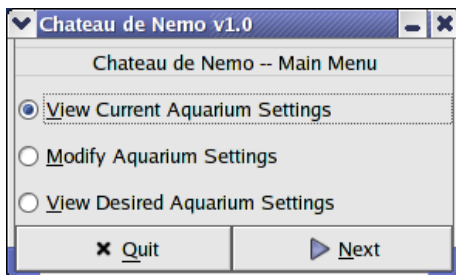 Chateau de Nemo v1.0
Chateau de Nemo -- Main Menu
View Current Aquarium Settings
Modify Aquarium Settings
View Desired Aquarium Settings
Quit
Next